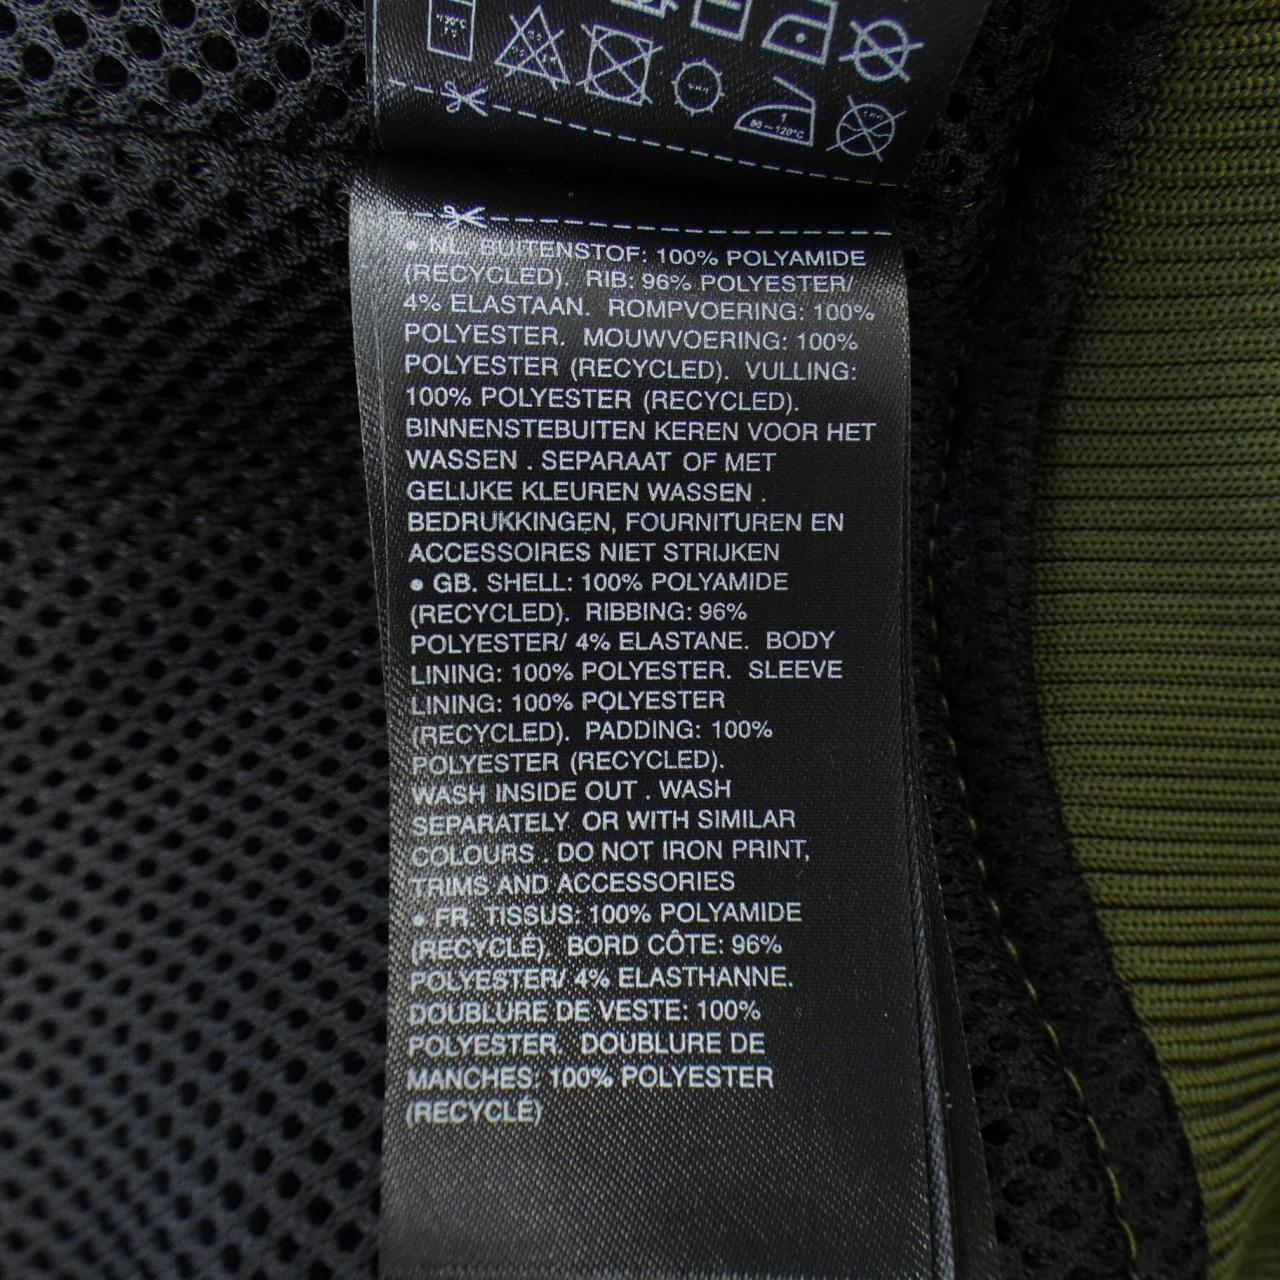 1
80~120°C
• NL. BUITENSTOF: 100% POLYAMIDE
(RECYCLED). RIB: 96% POLYESTER/
4% ELASTAAN. ROMPVOERING: 100%
POLYESTER. MOUWVOERING: 100%
POLYESTER (RECYCLED). VULLING:
100% POLYESTER (RECYCLED).
BINNENSTEBUITEN KEREN VOOR HET
WASSEN . SEPARAAT OF MET
GELIJKE KLEUREN WASSEN .
BEDRUKKINGEN, FOURNITUREN EN
ACCESSOIRES NIET STRIJKEN
• GB. SHELL: 100% POLYAMIDE
(RECYCLED). RIBBING: 96%
POLYESTER/ 4% ELASTANE. BODY
LINING: 100% POLYESTER. SLEEVE
LINING: 100% POLYESTER
(RECYCLED). PADDING: 100%
POLYESTER (RECYCLED).
WASH INSIDE OUT . WASH
SEPARATELY OR WITH SIMILAR
COLOURS . DO NOT IRON PRINT,
TRIMS AND ACCESSORIES
• FR. TISSUS: 100% POLYAMIDE
(RECYCLÉ). BORD CÔTE: 96%
POLYESTER/ 4% ELASTHANNE.
DOUBLURE DE VESTE: 100%
POLYESTER DOUBLURE DE
MANCHES: 100% POLYESTER
(RECYCLÉ)